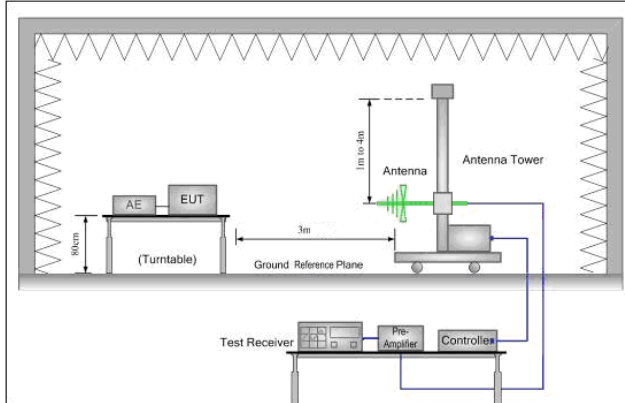 1m to 4m
Antenna
Antenna Tower
AE
EUT
80cm
3m
(Turntable)
Ground Reference Plane
Test Receiver
Pre-
Amplifier
Controller